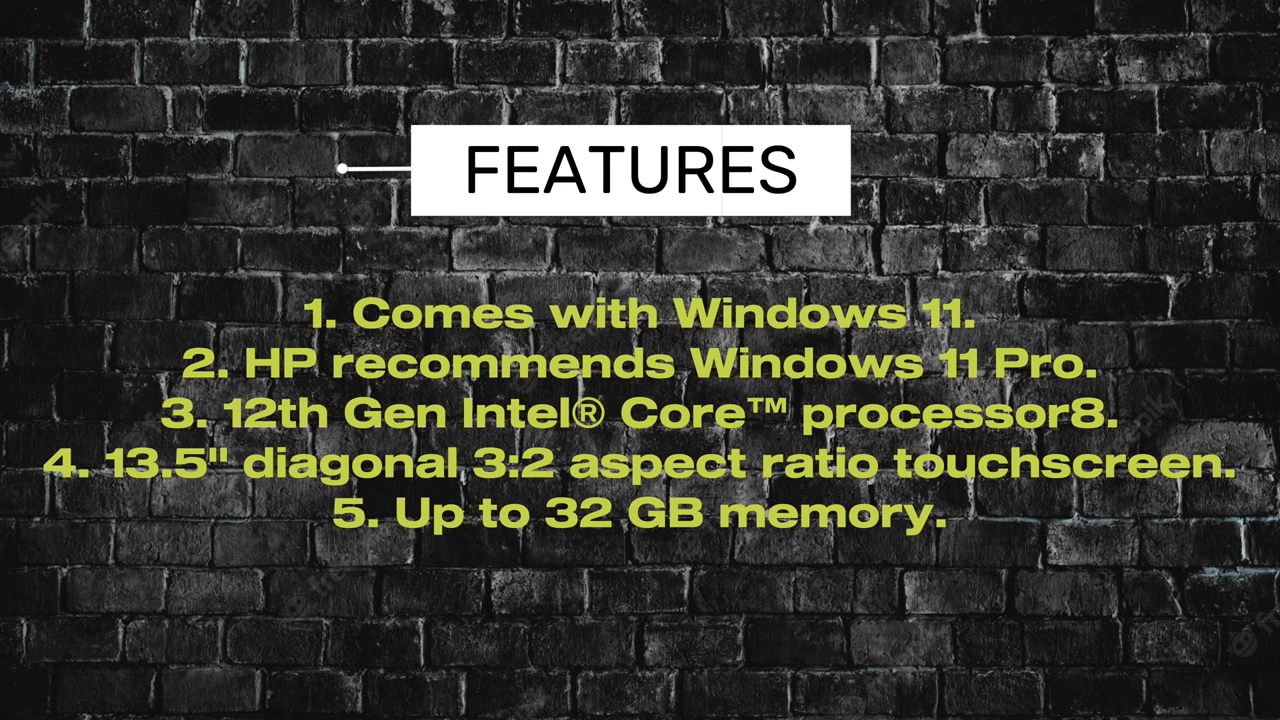 FEATURES
1. Comes with Windows 11.
2. HP recommends Windows 11 Pro.
3. 12th Gen Intel® Core™ processor8.
4. 13.5" diagonal 3:2 aspect ratio touchscreen.
5. Up to 32 GB memory.